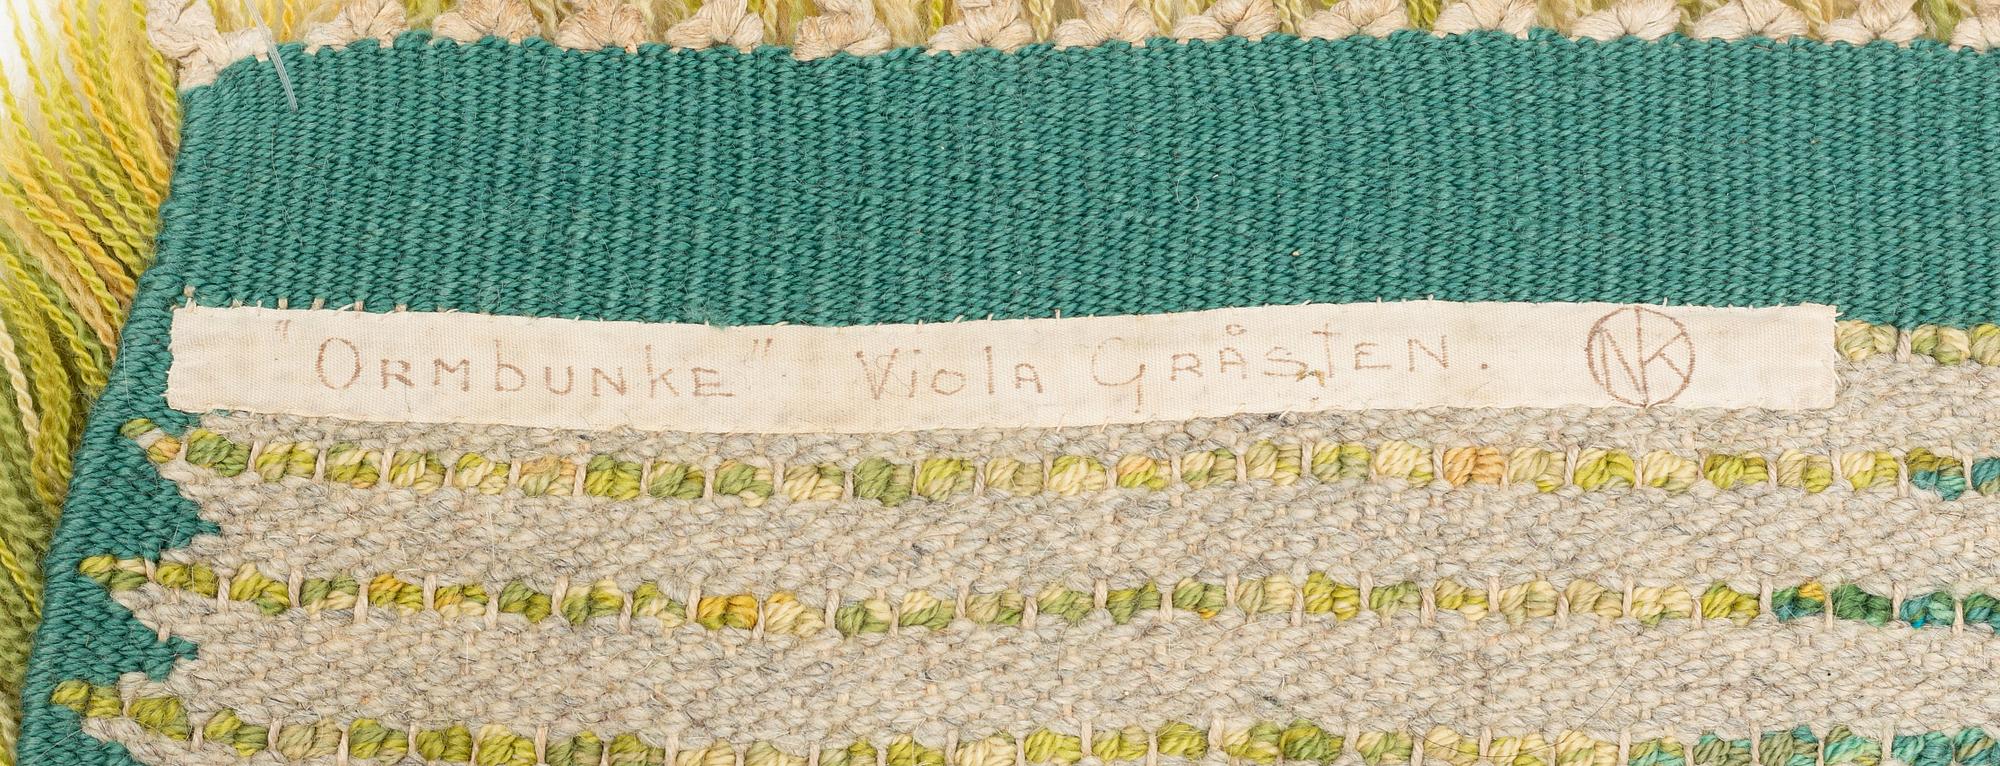 "ORMbUNkE" ViolA GRÅSTEN. NK